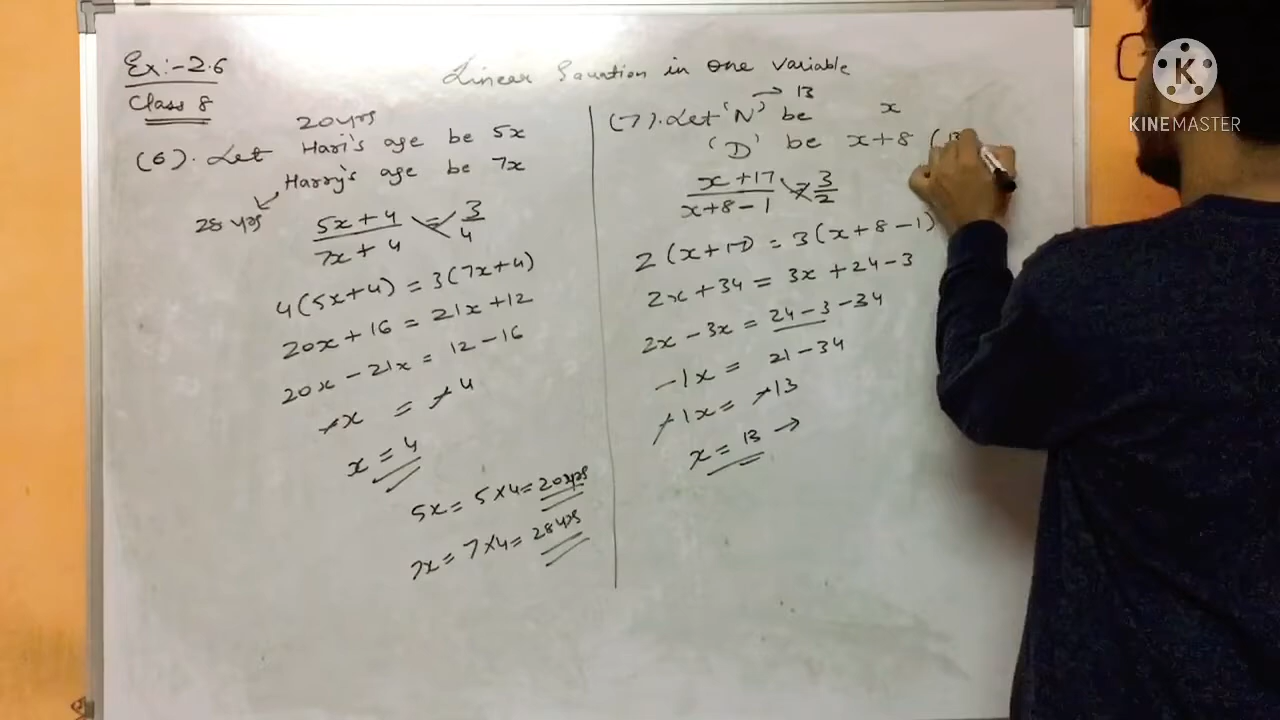 Ex:-2.6
Class 8
Linear Equation in one variable
20yrs
(6). Let Hari's age be 5x
Harry's age be 7x
28 yrs
5x+4 / 7x+4 = 3/4
4(5x+4) = 3(7x+4)
20x+16 = 21x+12
20x-21x = 12-16
-x = -4
x = 4
5x = 5×4 = 20yrs
7x = 7×4 = 28yrs
→ 13
(7). Let 'N' be x
'D' be x+8 (13
x+17 / x+8-1 = 3/2
2(x+17) = 3(x+8-1)
2x+34 = 3x+24-3
2x-3x = 24-3-34
-1x = 21-34
-1x = -13
x = 13 →
K
KINEMASTER